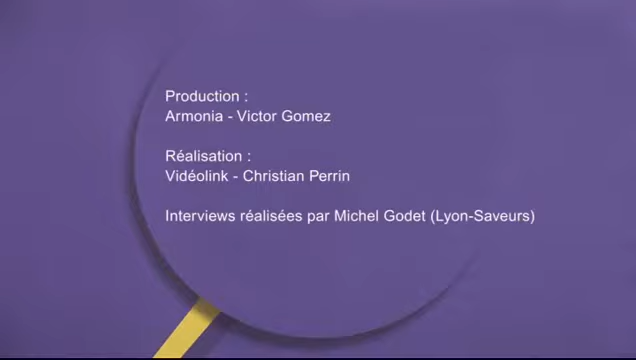 Production :
Armonia - Victor Gomez
Réalisation :
Vidéolink - Christian Perrin
Interviews réalisées par Michel Godet (Lyon-Saveurs)